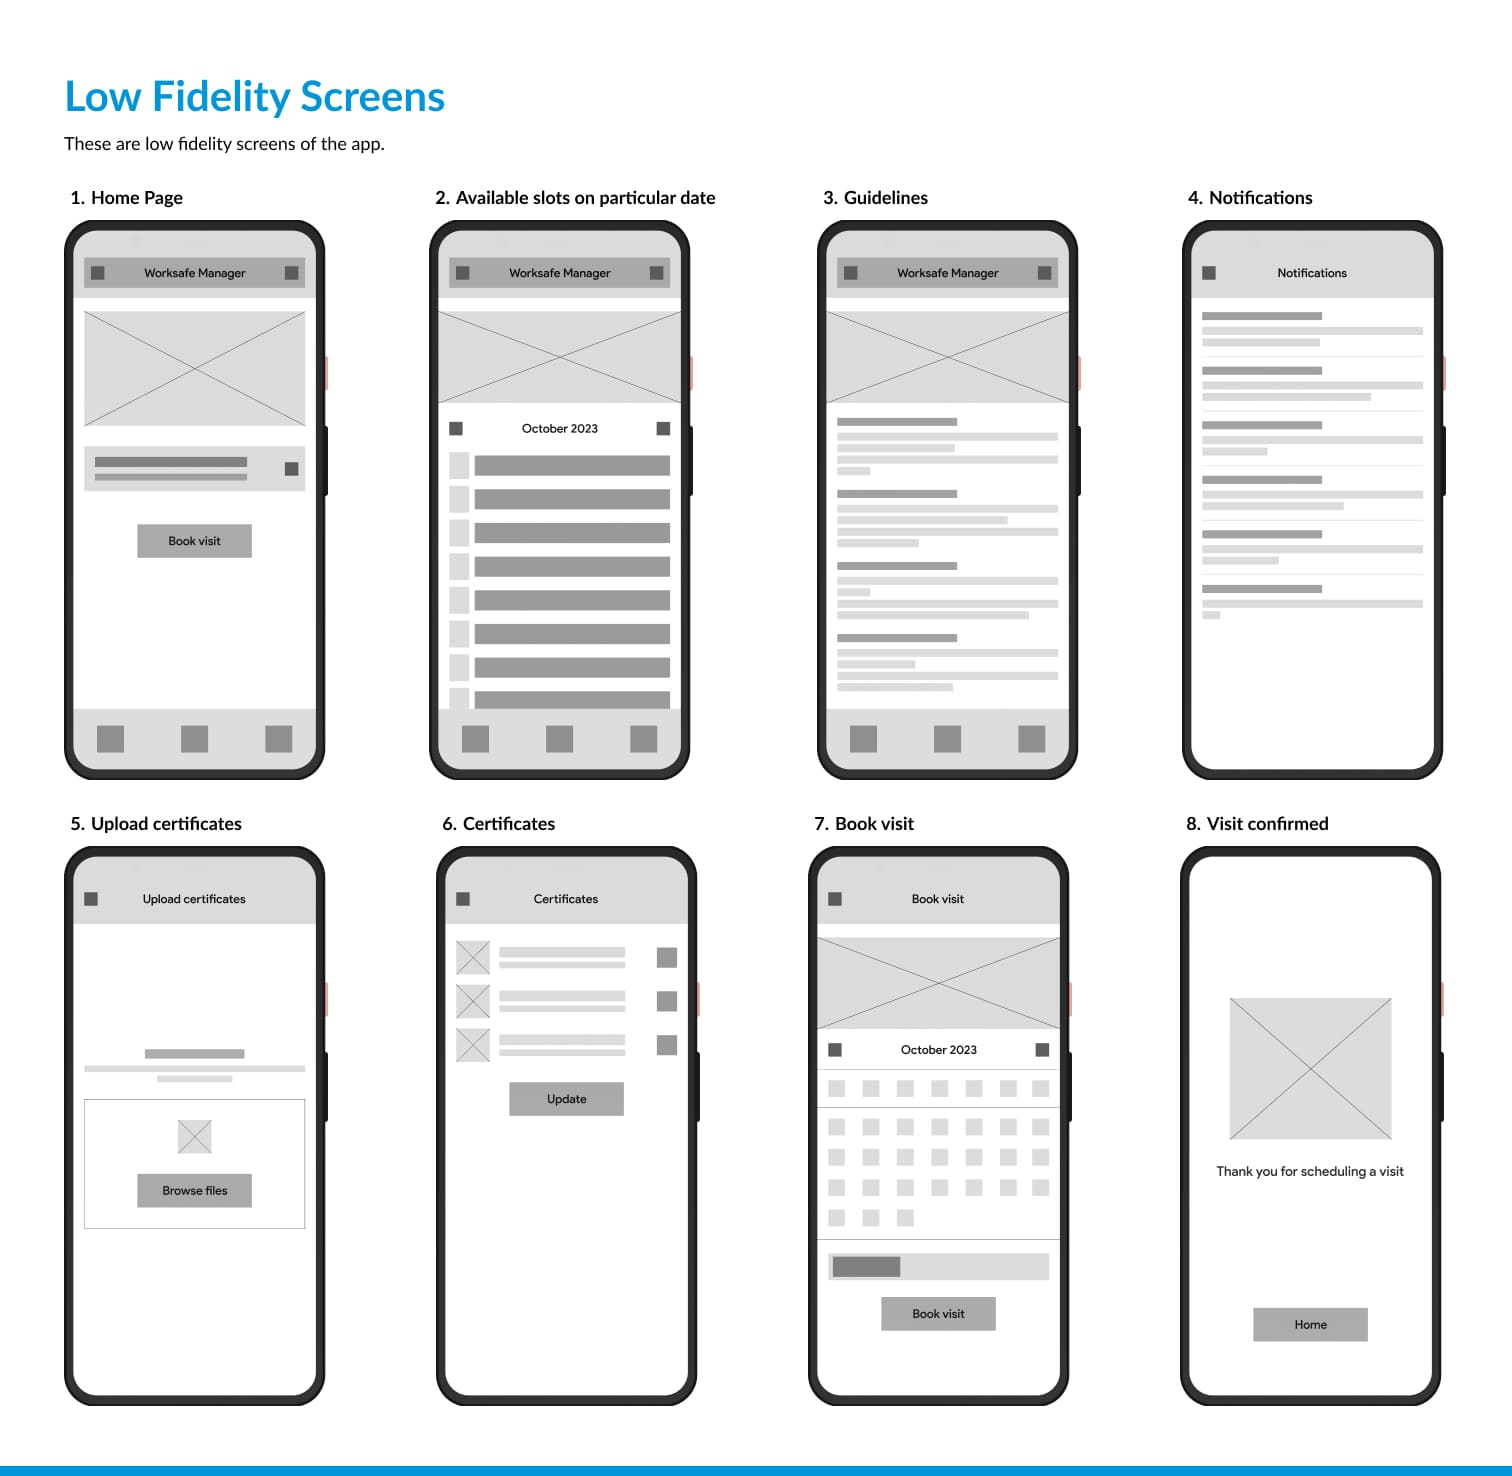 Low Fidelity Screens
These are low fidelity screens of the app.
1. Home Page
2. Available slots on particular date
3. Guidelines
4. Notifications
Worksafe Manager
Worksafe Manager
Worksafe Manager
Notifications
October 2023
Book visit
5. Upload certificates
6. Certificates
7. Book visit
8. Visit confirmed
Upload certificates
Certificates
Book visit
October 2023
Update
Thank you for scheduling a visit
Browse files
Book visit
Home